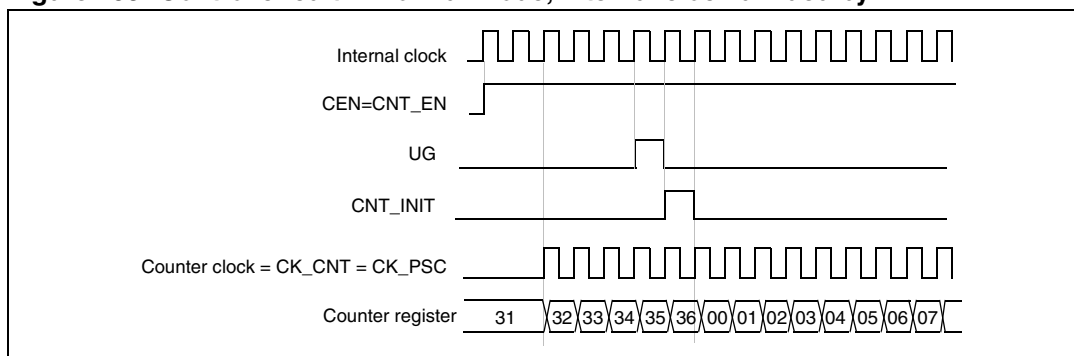 Internal clock
CEN=CNT_EN
UG
CNT_INIT
Counter clock = CK_CNT = CK_PSC
Counter register 31 32 33 34 35 36 00 01 02 03 04 05 06 07